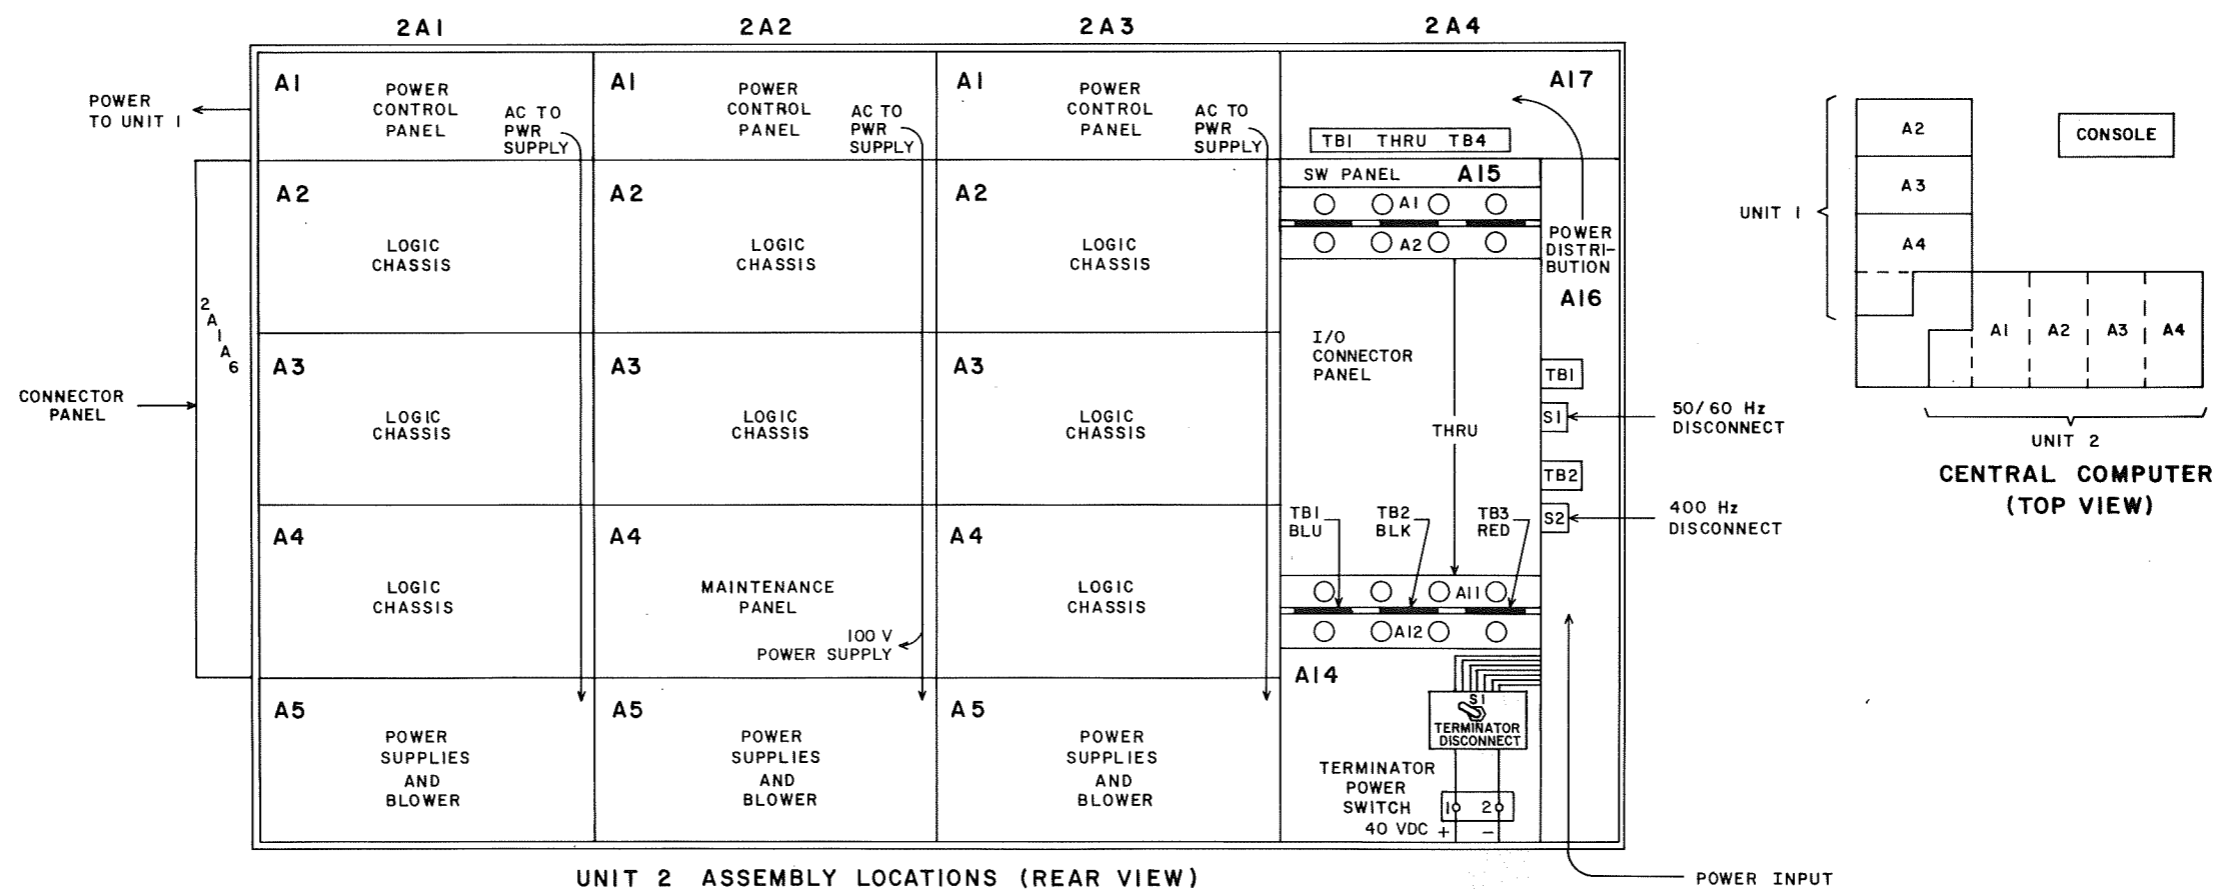 2A1
2A2
2A3
2A4
POWER
TO UNIT 1
A1
POWER
CONTROL
PANEL
AC TO
PWR
SUPPLY
A1
POWER
CONTROL
PANEL
AC TO
PWR
SUPPLY
A1
POWER
CONTROL
PANEL
AC TO
PWR
SUPPLY
A17
TB1 THRU TB4
2A1A6
CONNECTOR
PANEL
A2
LOGIC
CHASSIS
A2
LOGIC
CHASSIS
A2
LOGIC
CHASSIS
SW PANEL A15
A1
A2
POWER
DISTRI-
BUTION
A16
A3
LOGIC
CHASSIS
A3
LOGIC
CHASSIS
A3
LOGIC
CHASSIS
I/O
CONNECTOR
PANEL
THRU
TB1
S1
50/60 Hz
DISCONNECT
TB2
S2
400 Hz
DISCONNECT
A4
LOGIC
CHASSIS
A4
MAINTENANCE
PANEL
100 V
POWER SUPPLY
A4
LOGIC
CHASSIS
TB1
BLU
TB2
BLK
TB3
RED
A11
A12
A5
POWER
SUPPLIES
AND
BLOWER
A5
POWER
SUPPLIES
AND
BLOWER
A5
POWER
SUPPLIES
AND
BLOWER
A14
S1
TERMINATOR
DISCONNECT
TERMINATOR
POWER
SWITCH
1 2
40 VDC + -
POWER INPUT
UNIT 2 ASSEMBLY LOCATIONS (REAR VIEW)
A2
CONSOLE
A3
UNIT 1
A4
A1 A2 A3 A4
UNIT 2
CENTRAL COMPUTER
(TOP VIEW)